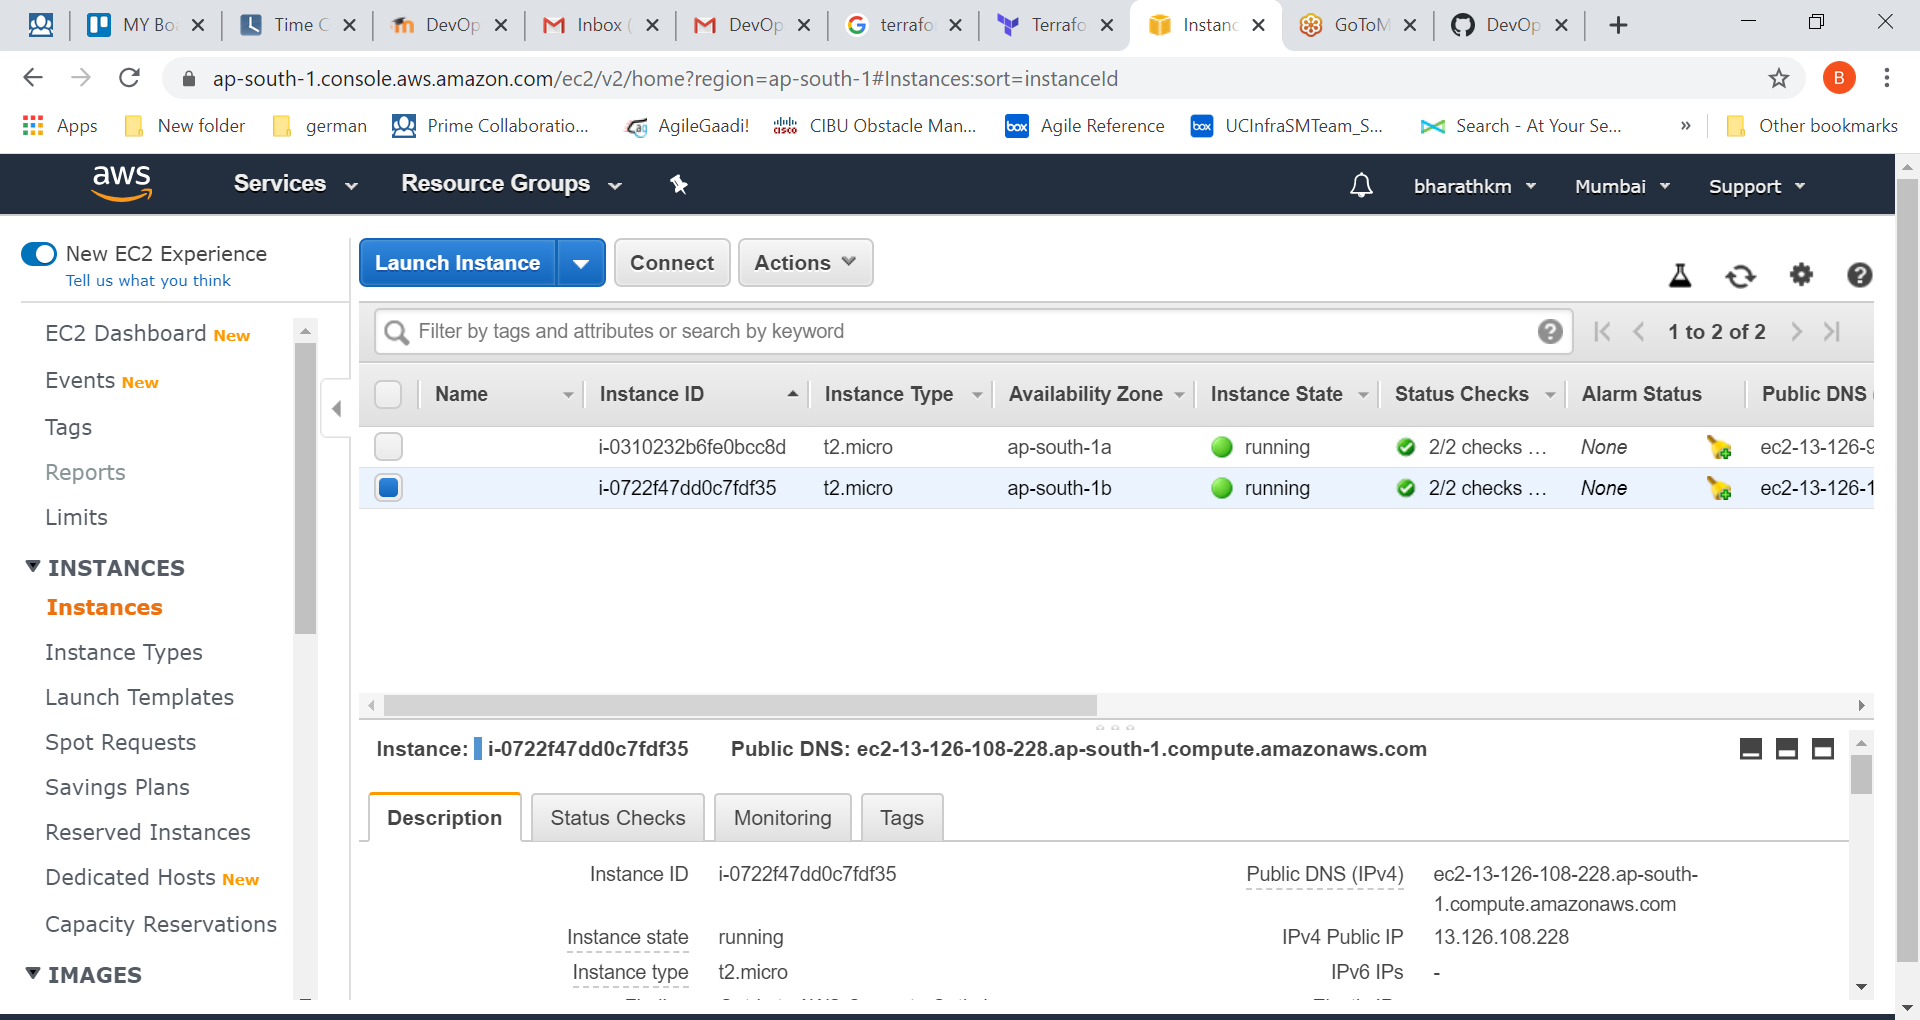 MY Bo
Time C
DevOp
Inbox (
DevOp
terrafo
Terrafo
Instanc
GoToM
DevOp
ap-south-1.console.aws.amazon.com/ec2/v2/home?region=ap-south-1#Instances:sort=instanceId
B
Apps
New folder
german
Prime Collaboratio...
AgileGaadi!
CIBU Obstacle Man...
Agile Reference
UCInfraSMTeam_S...
Search - At Your Se...
»
Other bookmarks
aws
Services
Resource Groups
bharathkm
Mumbai
Support
New EC2 Experience
Tell us what you think
Launch Instance
Connect
Actions
EC2 Dashboard New
Events New
Tags
Reports
Limits
INSTANCES
Instances
Instance Types
Launch Templates
Spot Requests
Savings Plans
Reserved Instances
Dedicated Hosts New
Capacity Reservations
IMAGES
Filter by tags and attributes or search by keyword
1 to 2 of 2
Name Instance ID Instance Type Availability Zone Instance State Status Checks Alarm Status Public DNS
i-0310232b6fe0bcc8d t2.micro ap-south-1a running 2/2 checks ... None ec2-13-126-9
i-0722f47dd0c7fdf35 t2.micro ap-south-1b running 2/2 checks ... None ec2-13-126-1
Instance: i-0722f47dd0c7fdf35 Public DNS: ec2-13-126-108-228.ap-south-1.compute.amazonaws.com
Description
Status Checks
Monitoring
Tags
Instance ID i-0722f47dd0c7fdf35
Public DNS (IPv4) ec2-13-126-108-228.ap-south-
1.compute.amazonaws.com
Instance state running
IPv4 Public IP 13.126.108.228
Instance type t2.micro
IPv6 IPs -